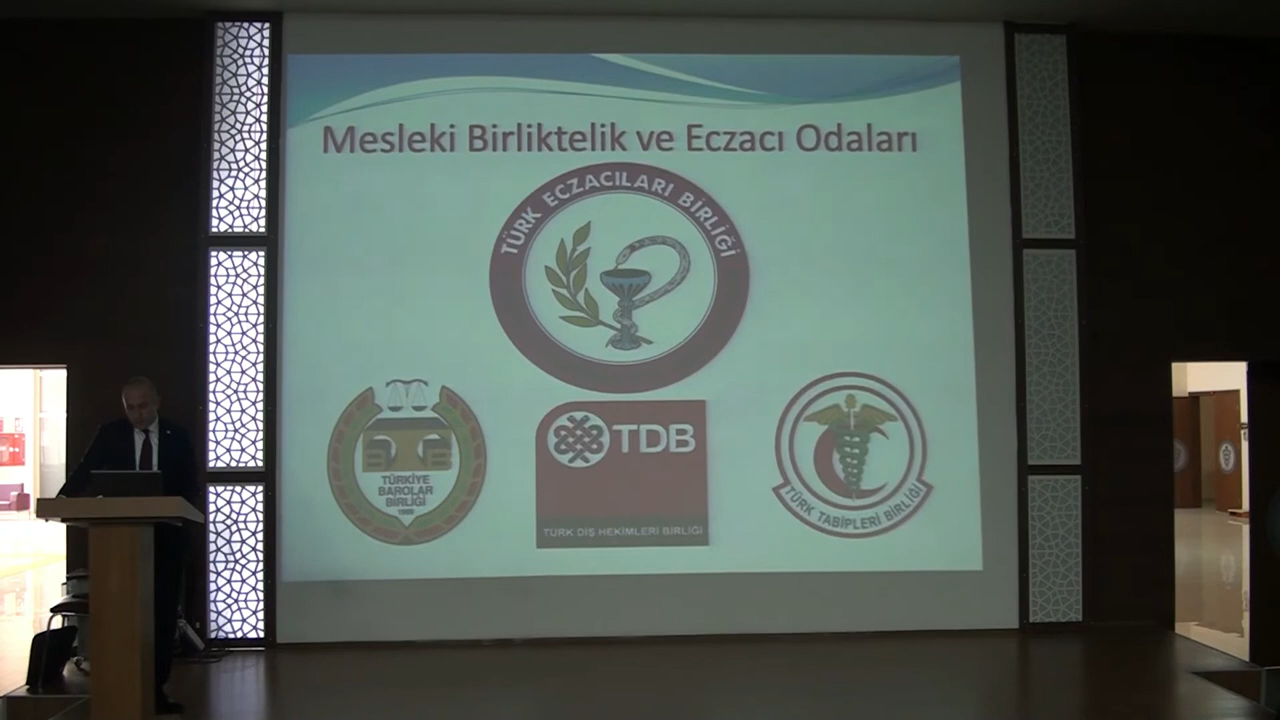 Mesleki Birliktelik ve Eczacı Odaları
TÜRK ECZACILARI BİRLİĞİ
TÜRKİYE
BAROLAR
BİRLİĞİ
1969
TDB
TÜRK DİŞ HEKİMLERİ BİRLİĞİ
TÜRK TABİPLERİ BİRLİĞİ